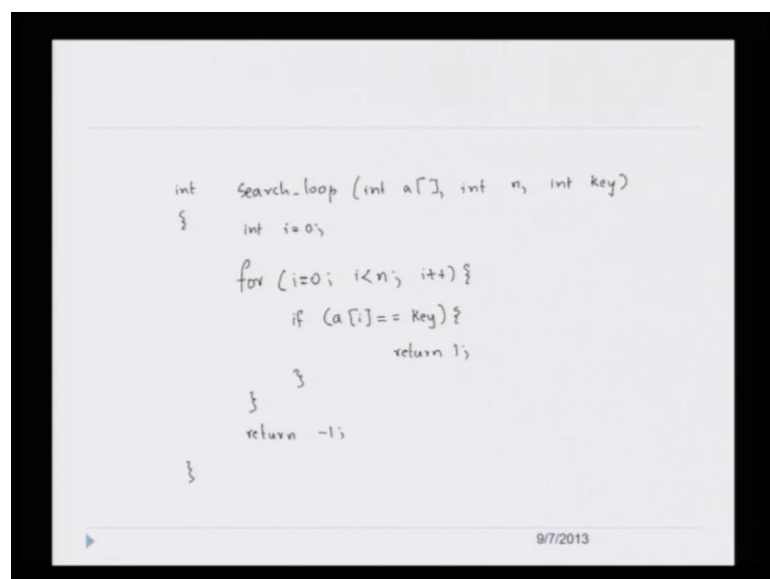 int search_loop (int a[], int n, int key)
{ int i=0;
for (i=0; i<n; i++) {
if (a[i]== key) {
return 1;
}
}
return -1;
}
9/7/2013